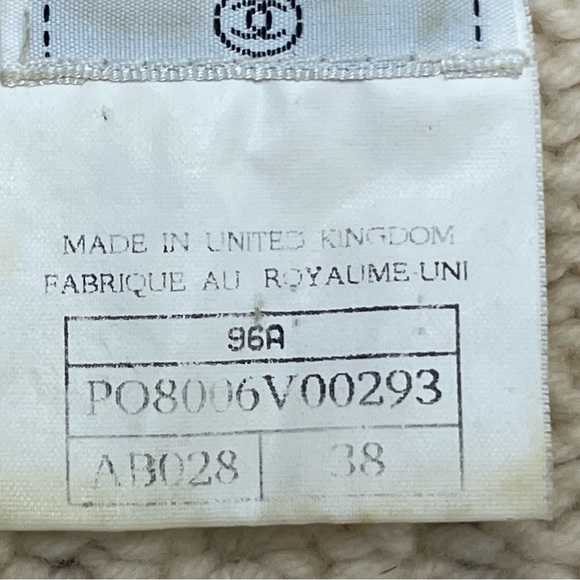 MADE IN UNITED KINGDOM
FABRIQUE AU ROYAUME-UNI
96A
PO8006V00293
AB028 38